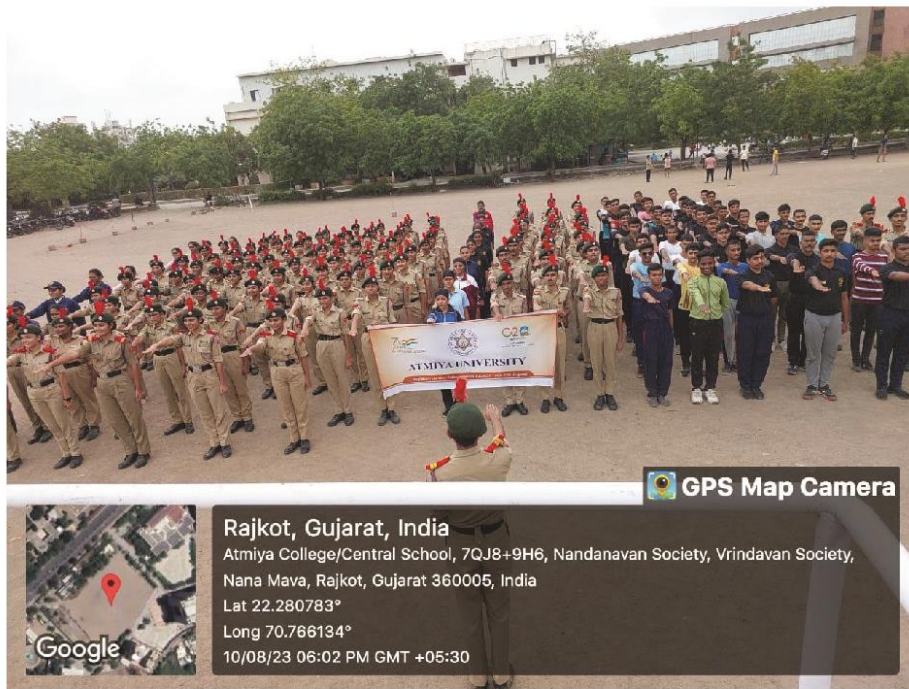 75
G20
ATMIYA UNIVERSITY
GPS Map Camera
Rajkot, Gujarat, India
Atmiya College/Central School, 7QJ8+9H6, Nandanavan Society, Vrindavan Society,
Nana Mava, Rajkot, Gujarat 360005, India
Lat 22.280783°
Long 70.766134°
10/08/23 06:02 PM GMT +05:30
Google